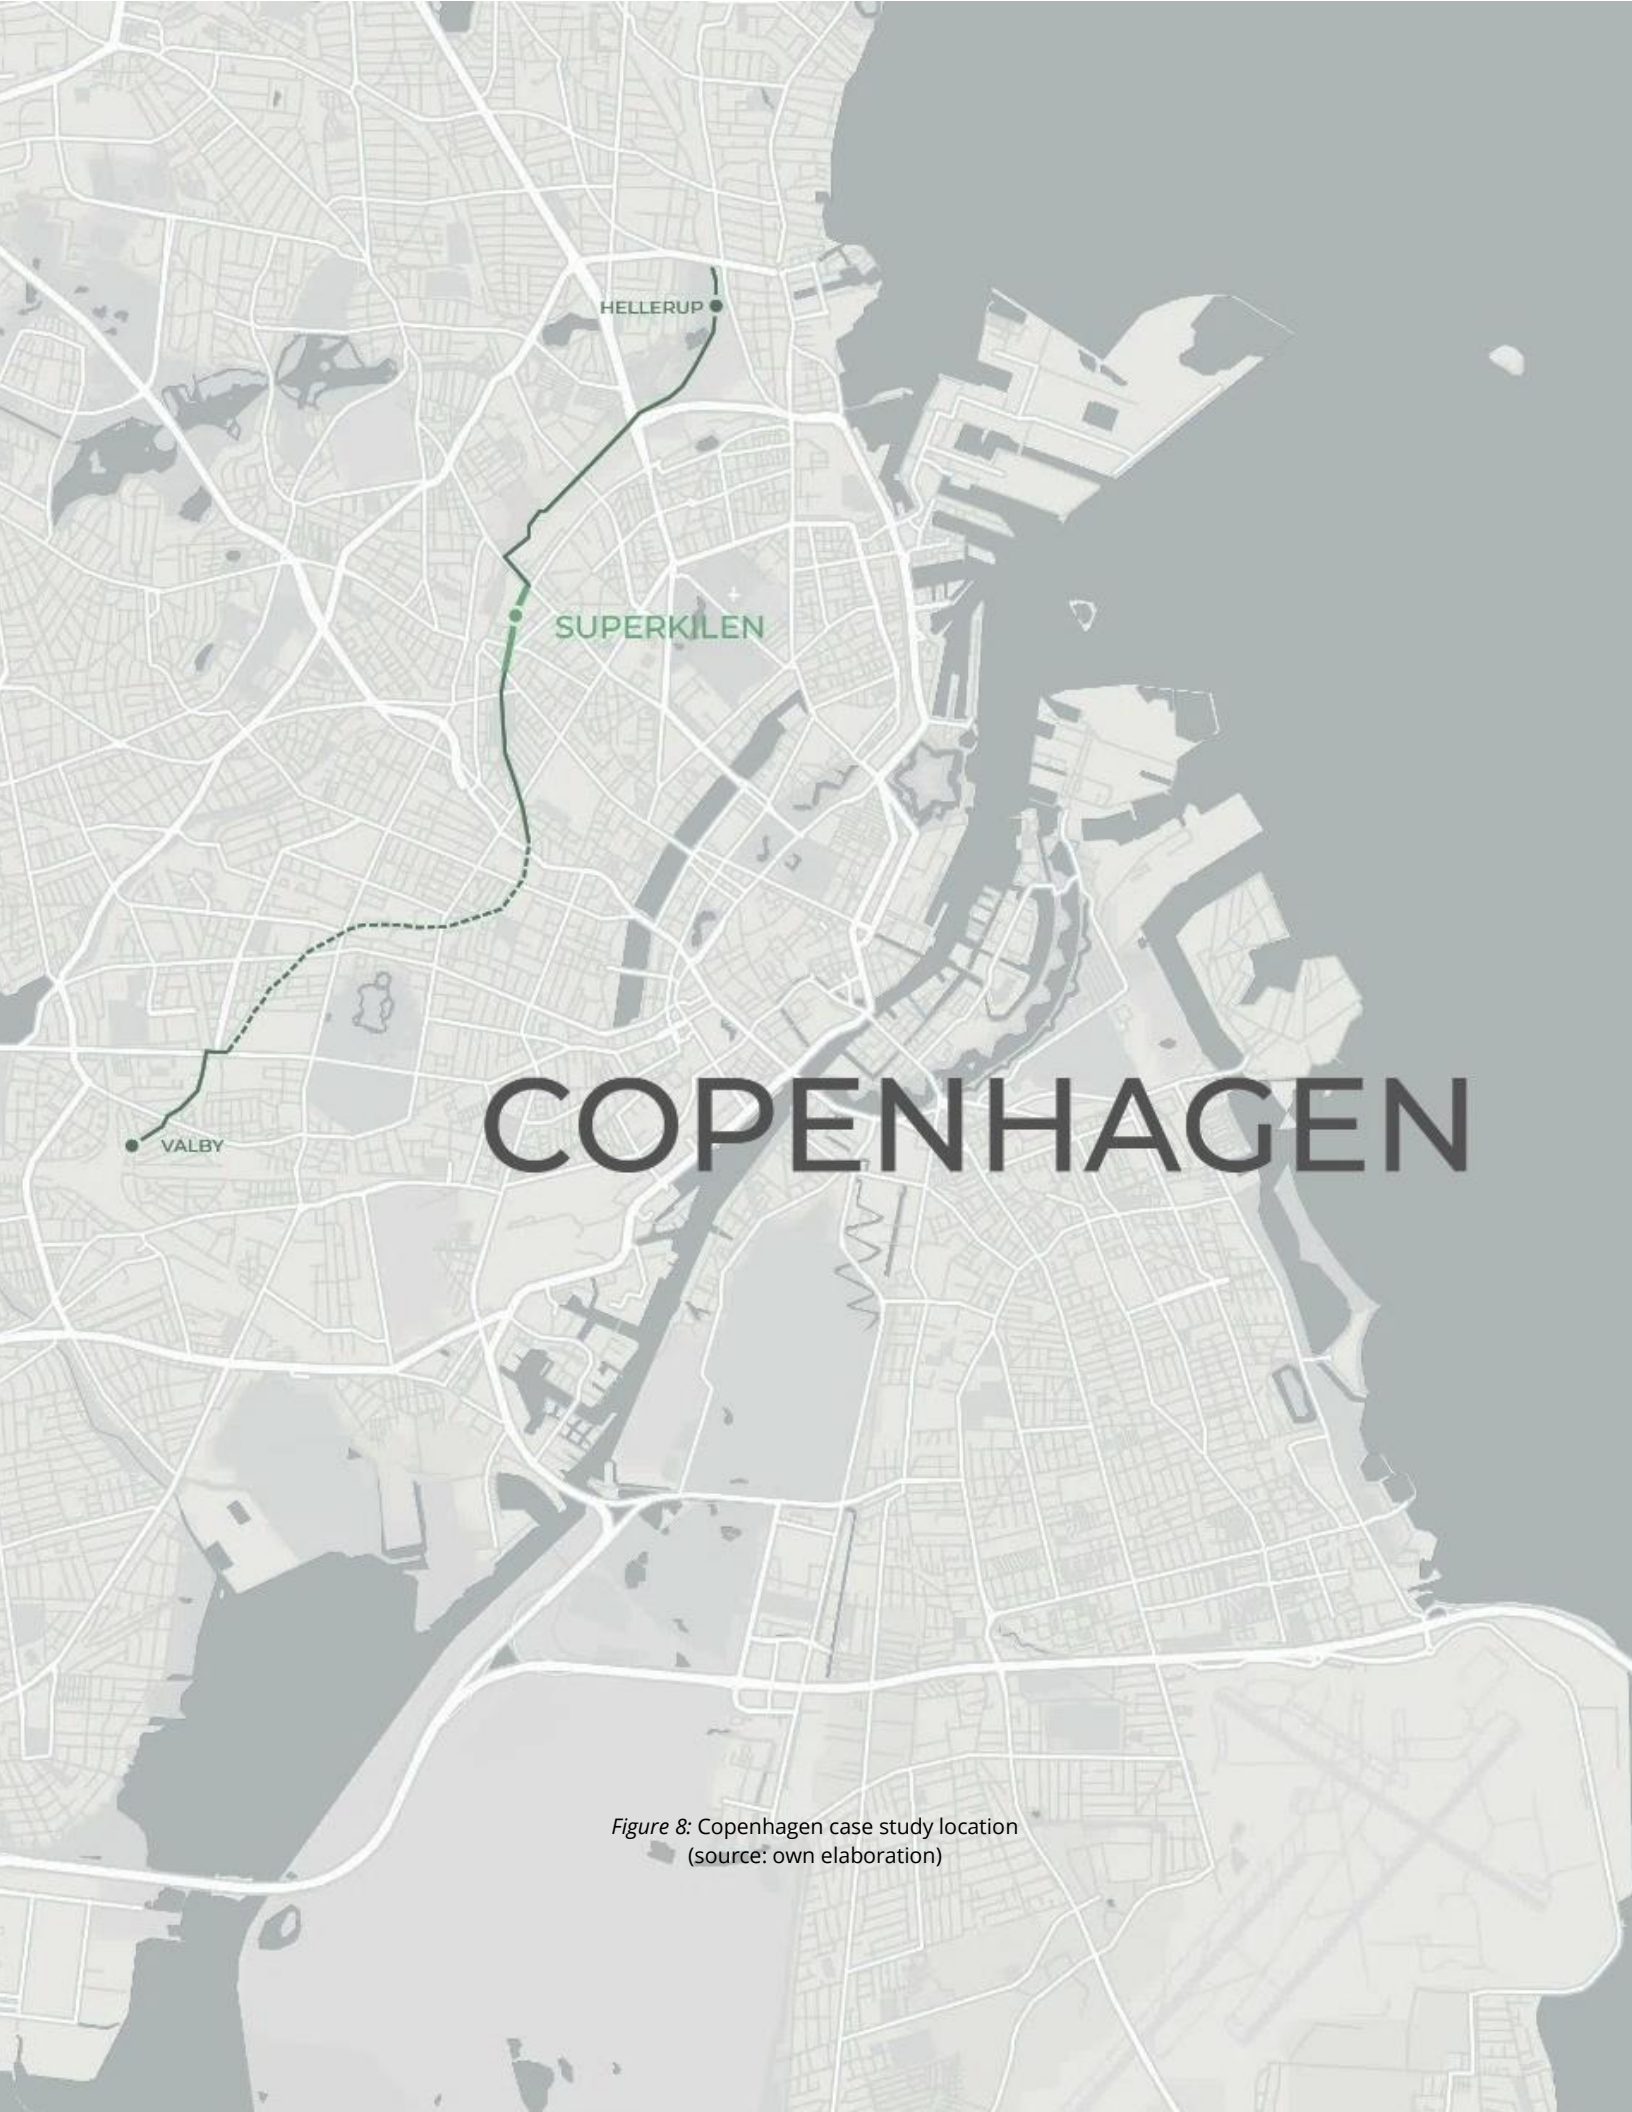 HELLERUP
SUPERKILEN
COPENHAGEN
VALBY
Figure 8: Copenhagen case study location
(source: own elaboration)